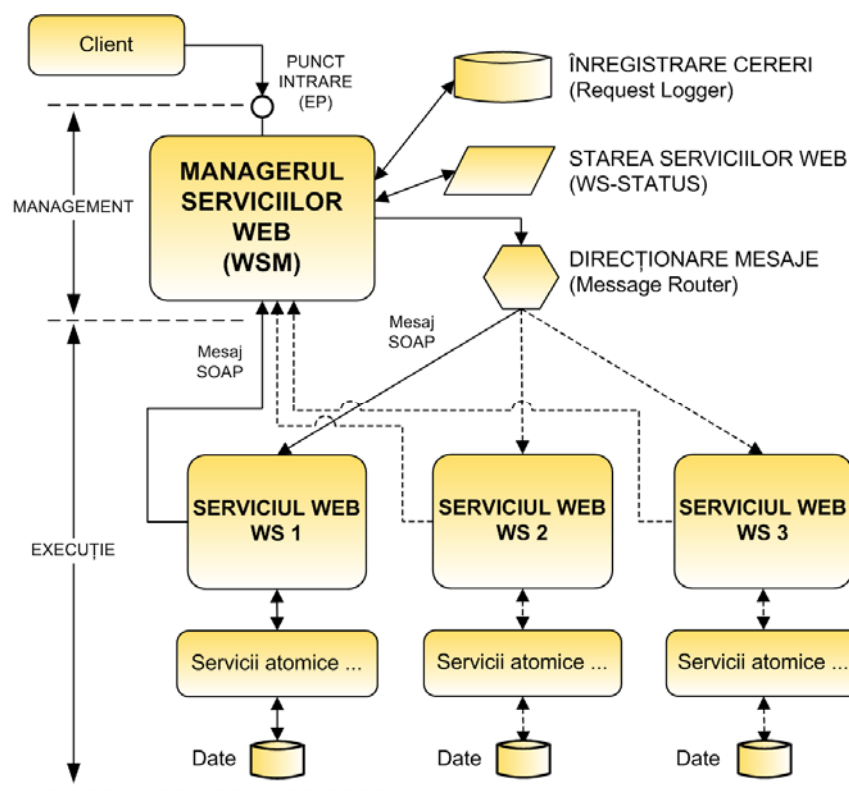 Client
PUNCT
INTRARE
(EP)
ÎNREGISTRARE CERERI
(Request Logger)
MANAGERUL
SERVICIILOR
WEB
(WSM)
STAREA SERVICIILOR WEB
(WS-STATUS)
MANAGEMENT
DIRECȚIONARE MESAJE
(Message Router)
Mesaj
SOAP
Mesaj
SOAP
SERVICIUL WEB
WS 1
SERVICIUL WEB
WS 2
SERVICIUL WEB
WS 3
EXECUȚIE
Servicii atomice ...
Servicii atomice ...
Servicii atomice ...
Date
Date
Date